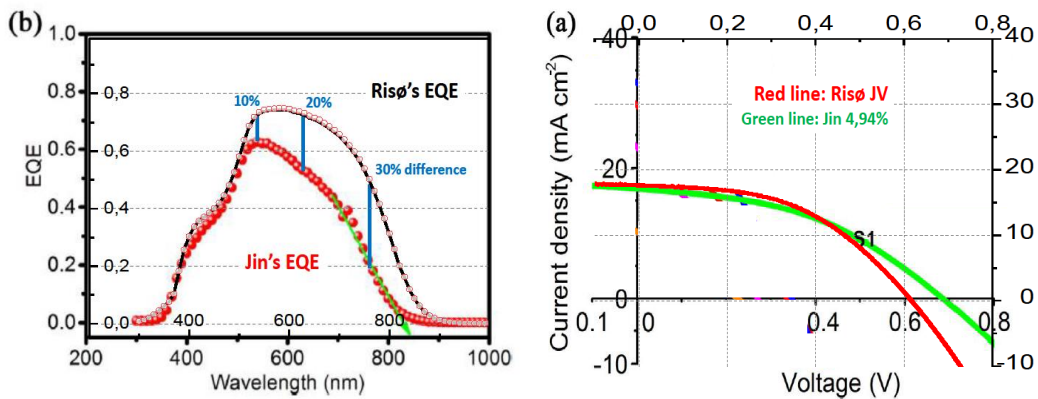 (b)
EQE
1.0
0.8
0.6
0.4
0.2
0.0
0,8
0,6
0,4
0,2
0,0
10%
20%
Risø's EQE
30% difference
Jin's EQE
400
600
800
200 400 600 800 1000
Wavelength (nm)
(a)
0,0 0,2 0,4 0,6 0,8
Current density (mA cm-2)
40
20
0
-10
40
30
20
10
0
-10
Red line: Risø JV
Green line: Jin 4,94%
S1
0.1 0.0 0.4 0.6 0.8
Voltage (V)